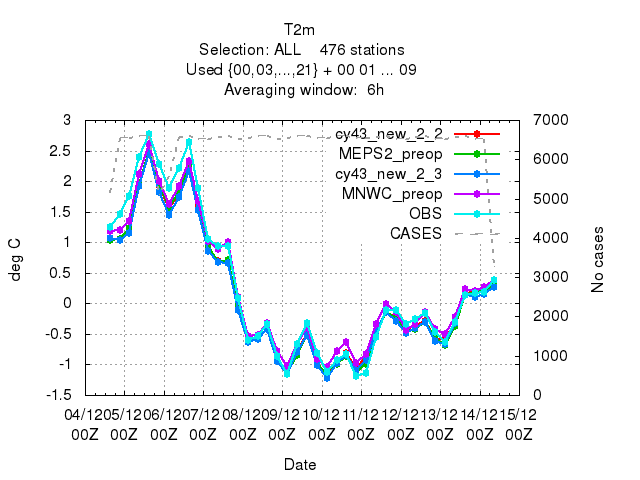 T2m
Selection: ALL 476 stations
Used {00,03,...,21} + 00 01 ... 09
Averaging window: 6h
3
2.5
2
1.5
1
0.5
0
-0.5
-1
-1.5
deg C
7000
6000
5000
4000
3000
2000
1000
0
No cases
cy43_new_2_2
MEPS2_preop
cy43_new_2_3
MNWC_preop
OBS
CASES
04/12 05/12 06/12 07/12 08/12 09/12 10/12 11/12 12/12 13/12 14/12 15/12
00Z 00Z 00Z 00Z 00Z 00Z 00Z 00Z 00Z 00Z 00Z 00Z
Date